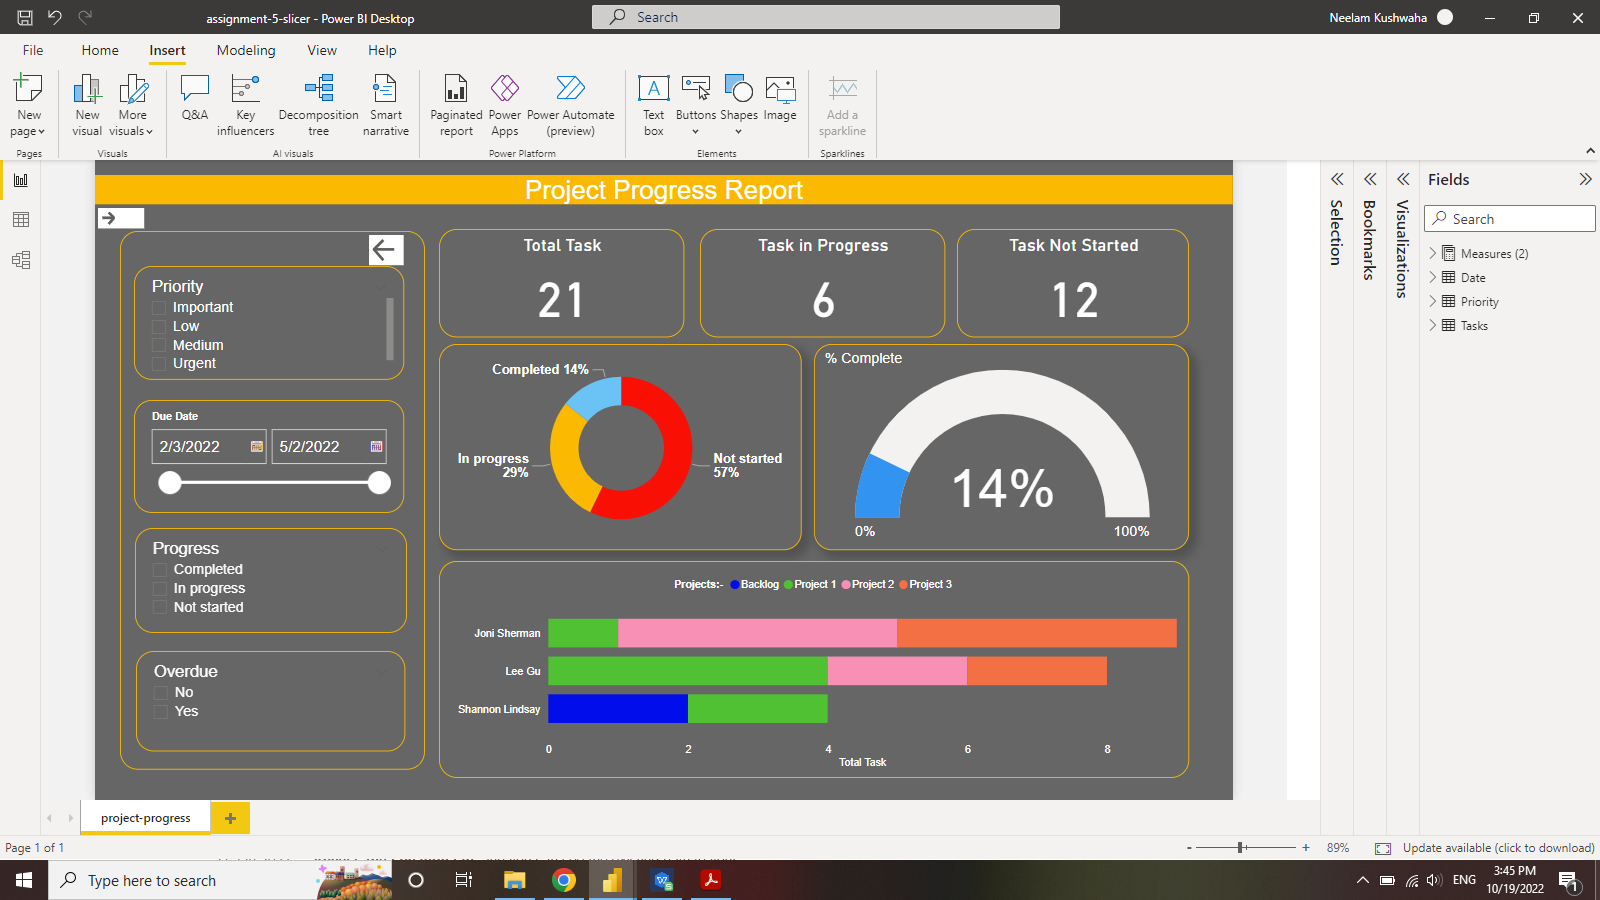 assignment-5-slicer - Power BI Desktop
Search
Neelam Kushwaha
File
Home
Insert
Modeling
View
Help
New page
New visual
More visuals
Q&A
Key influencers
Decomposition tree
Smart narrative
Paginated report
Power Apps
Power Automate (preview)
Text box
Buttons
Shapes
Image
Add a sparkline
Pages
Visuals
AI visuals
Power Platform
Elements
Sparklines
Project Progress Report
Priority
Important
Low
Medium
Urgent
Due Date
2/3/2022
5/2/2022
Progress
Completed
In progress
Not started
Overdue
No
Yes
Total Task
21
Task in Progress
6
Task Not Started
12
Completed 14%
In progress
29%
Not started
57%
% Complete
14%
0%
100%
Projects:- Backlog Project 1 Project 2 Project 3
Joni Sherman
Lee Gu
Shannon Lindsay
0 2 4 6 8
Total Task
Selection
Bookmarks
Visualizations
Fields
Search
Measures (2)
Date
Priority
Tasks
project-progress
Page 1 of 1
- + 89%
Update available (click to download)
Type here to search
ENG
3:45 PM
10/19/2022
1